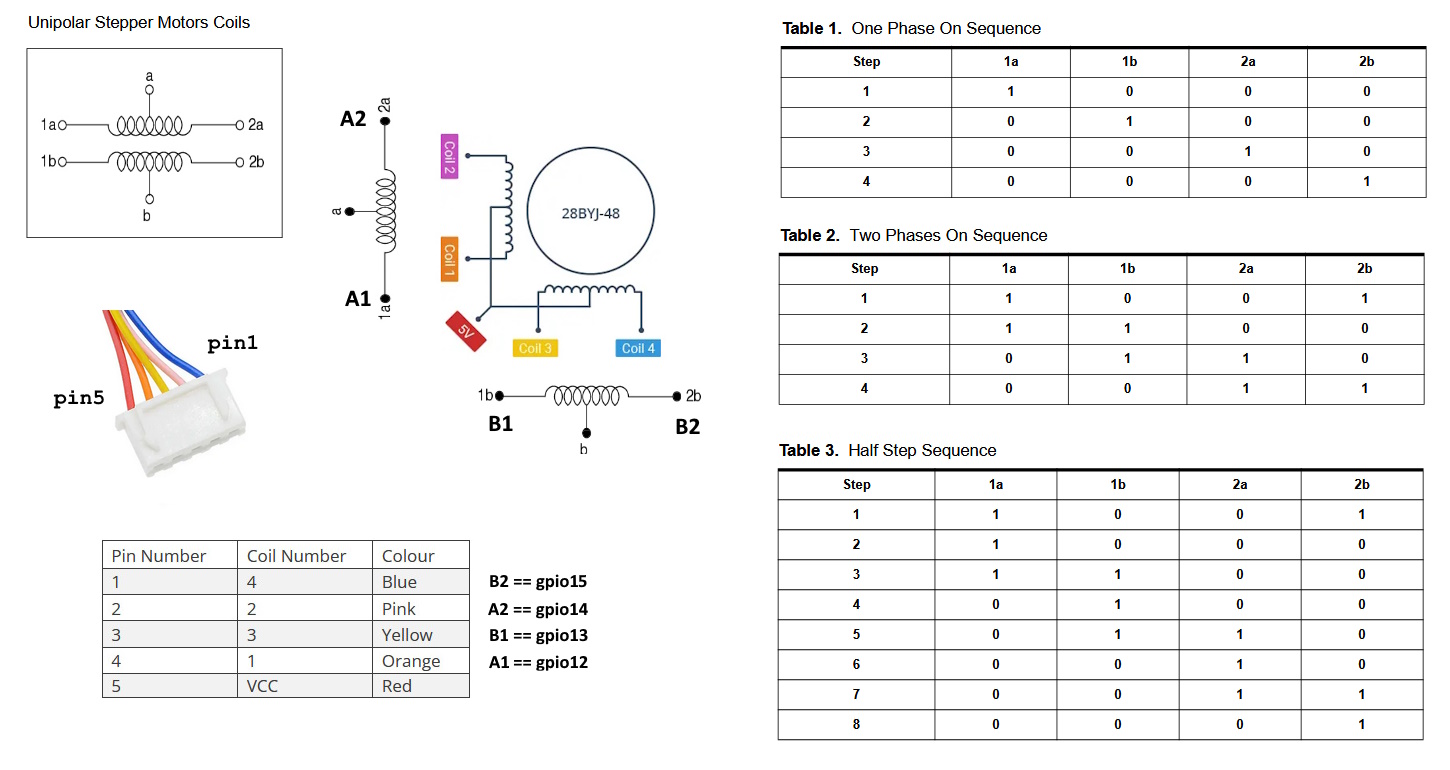 Unipolar Stepper Motors Coils
a
1a
2a
1b
2b
b
A2
2a
a
A1
1a
Coil 2
Coil 1
28BYJ-48
5V
Coil 3
Coil 4
1b
2b
B1
B2
b
pin1
pin5
Pin Number Coil Number Colour
1 4 Blue B2 == gpio15
2 2 Pink A2 == gpio14
3 3 Yellow B1 == gpio13
4 1 Orange A1 == gpio12
5 VCC Red
Table 1. One Phase On Sequence
Step 1a 1b 2a 2b
1 1 0 0 0
2 0 1 0 0
3 0 0 1 0
4 0 0 0 1
Table 2. Two Phases On Sequence
Step 1a 1b 2a 2b
1 1 0 0 1
2 1 1 0 0
3 0 1 1 0
4 0 0 1 1
Table 3. Half Step Sequence
Step 1a 1b 2a 2b
1 1 0 0 1
2 1 0 0 0
3 1 1 0 0
4 0 1 0 0
5 0 1 1 0
6 0 0 1 0
7 0 0 1 1
8 0 0 0 1